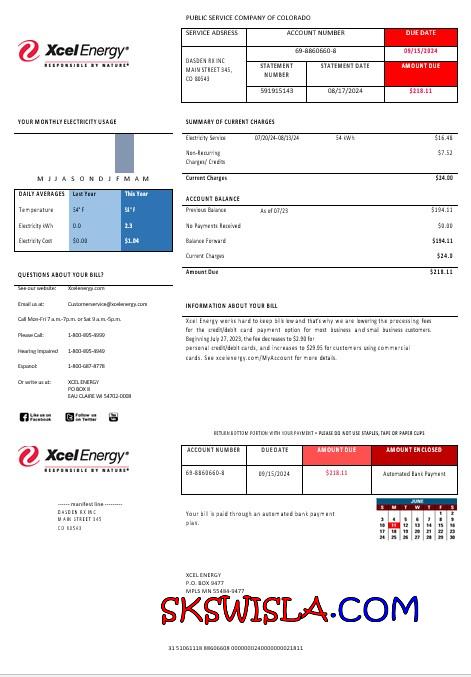 PUBLIC SERVICE COMPANY OF COLORADO
XcelEnergy®
RESPONSIBLE BY NATURE®
SERVICE ADSRESS
ACCOUNT NUMBER
DUE DATE
69-8860660-8
09/15/2024
DASDEN RX INC
MAIN STREET 345,
CO 80543
STATEMENT NUMBER
STATEMENT DATE
AMOUNT DUE
591915143
08/17/2024
$218.11
YOUR MONTHLY ELECTRICITY USAGE
M J J A S O N D J F M A M
DAILY AVERAGES Last Year This Year
Temperature 54° F 51° F
Electricity kWh 0.0 2.3
Electricity Cost $0.00 $1.04
SUMMARY OF CURRENT CHARGES
Electricity Service 07/20/24-08/13/24 54 kWh $16.48
Non-Recurring
Charges/ Credits $7.52
Current Charges $24.00
ACCOUNT BALANCE
Previous Balance As of 07/23 $194.11
No Payments Received $0.00
Balance Forward $194.11
Current Charges $24.0
Amount Due $218.11
QUESTIONS ABOUT YOUR BILL?
See our website: Xcelenergy.com
Email us at: Customerservice@xcelenergy.com
Call Mon-Fri 7 a.m.-7p.m. or Sat 9 a.m.-5p.m.
Please Call: 1-800-895-4999
Hearing Impaired 1-800-895-4949
Espanol: 1-800-687-8778
Or write us at: XCEL ENERGY
PO BOX 8
EAU CLAIRE WI 54702-0008
Like us on Facebook
Follow us on Twitter
You Tube
INFORMATION ABOUT YOUR BILL
Xcel Energy works hard to keep bills low and that's why we are lowering the processing fees
for the credit/debit card payment option for most business and small business customers.
Beginning July 27, 2023, the fee decreases to $2.90 for
personal credit/debit cards, and increases to $29.95 for customers using commercial
cards. See xcelenergy.com/MyAccount for more details.
RETURN BOTTOM PORTION WITH YOUR PAYMENT • PLEASE DO NOT USE STAPLES, TAPE OR PAPER CLIPS
XcelEnergy®
RESPONSIBLE BY NATURE®
ACCOUNT NUMBER DUE DATE AMOUNT DUE AMOUNT ENCLOSED
69-8860660-8 09/15/2024 $218.11 Automated Bank Payment
------ manifest line ---------
DASDEN RX INC
MAIN STREET 345
CO 80543
Your bill is paid through an automated bank payment
plan.
JUNE
S M T W T F S
1 2
3 4 5 6 7 8 9
10 11 12 13 14 15 16
17 18 19 20 21 22 23
24 25 26 27 28 29 30
XCEL ENERGY
P.O. BOX 9477
MPLS MN 55484-9477
SKSWISLA.COM
31 51061118 88606608 0000000240000000021811